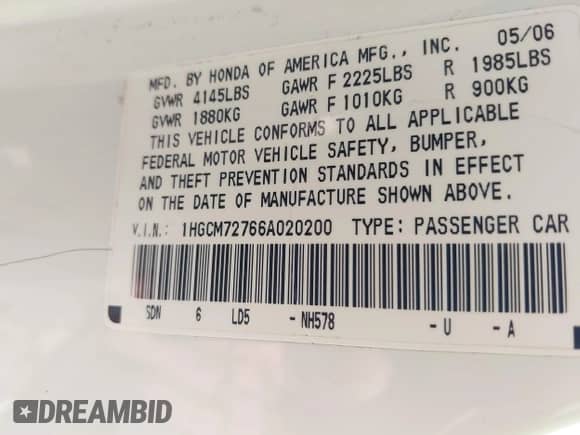 MFD. BY HONDA OF AMERICA MFG., INC. 05/06
GVWR 4145LBS GAWR F 2225LBS R 1985LBS
GVWR 1880KG GAWR F 1010KG R 900KG
THIS VEHICLE CONFORMS TO ALL APPLICABLE
FEDERAL MOTOR VEHICLE SAFETY, BUMPER,
AND THEFT PREVENTION STANDARDS IN EFFECT
ON THE DATE OF MANUFACTURE SHOWN ABOVE.
V.I.N.: 1HGCM72766A020200 TYPE: PASSENGER CAR
SDN 6 LD5 -NH578 -U -A
DREAMBID